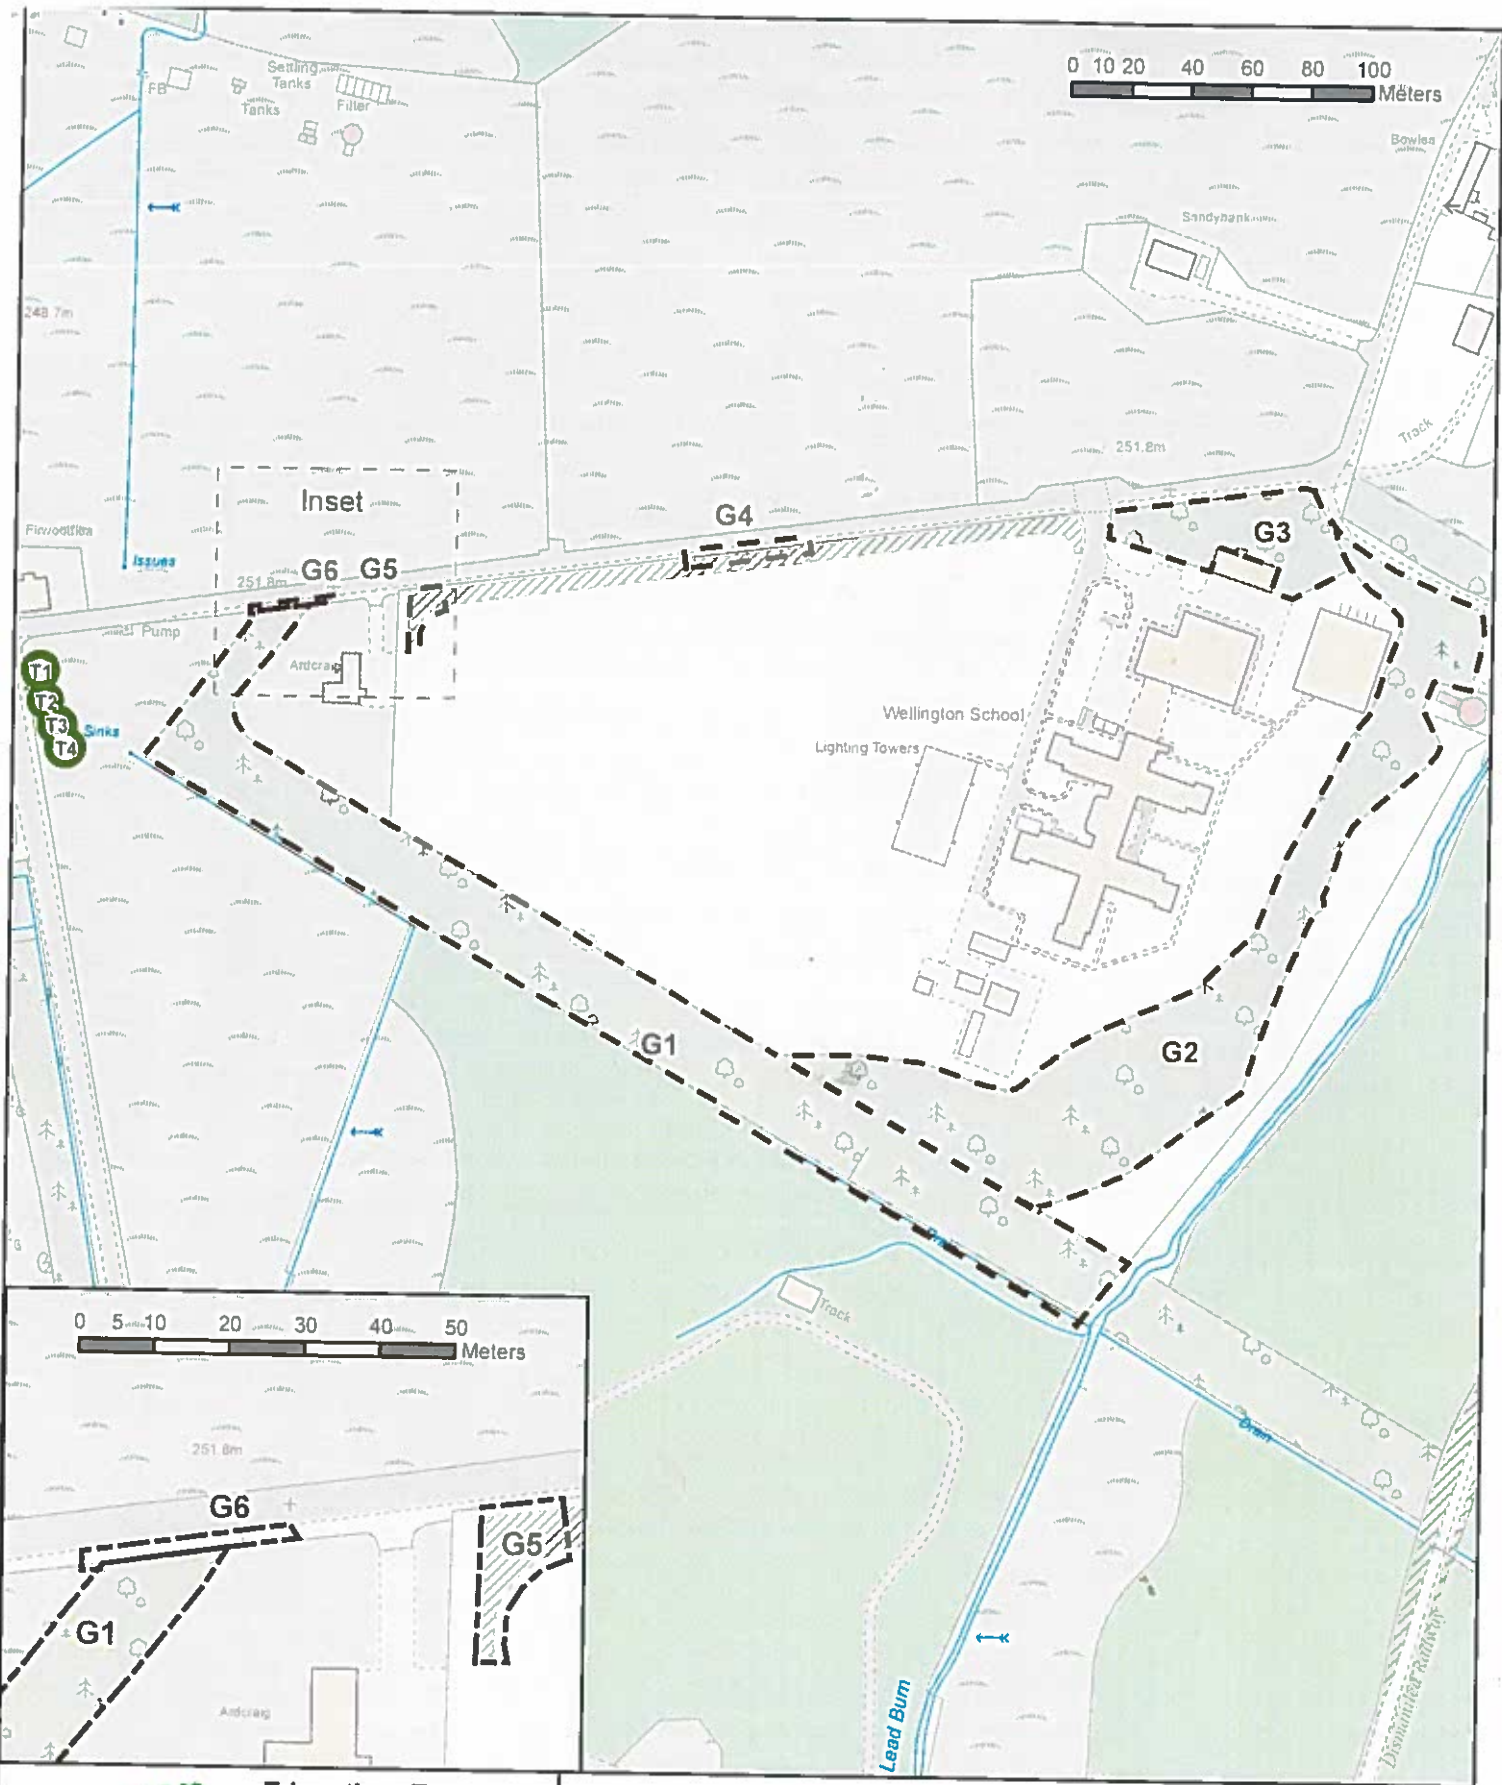 0 10 20 40 60 80 100
Meters
Settling
Tanks
FB
Tanks
Filter
Bowlea
Sandybank
248.7m
Track
251.8m
Inset
G4
G3
Issues
251.8m
G6 G5
Pump
Ardcraig
T1
T2
T3
T4
Sinks
Wellington School
Lighting Towers
G1
G2
Drain
Track
Drain
0 5 10 20 30 40 50
Meters
251.8m
G6
G5
G1
Ardcraig
Lead Burn
Dismantled Railway